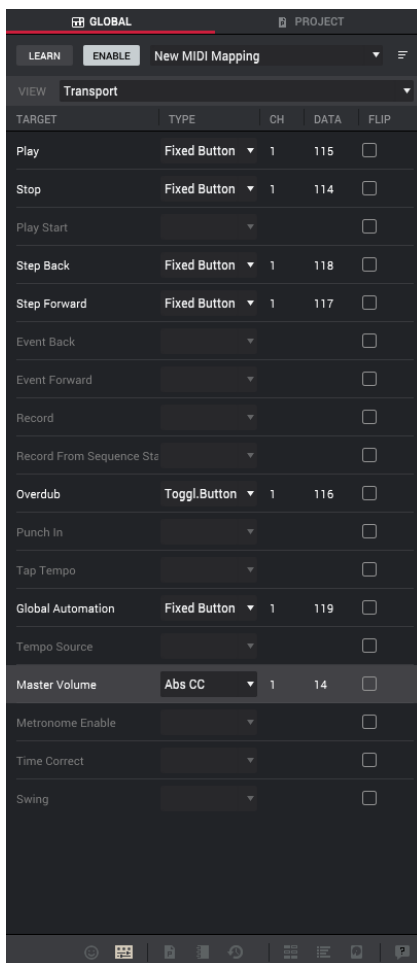 GLOBAL PROJECT
LEARN ENABLE New MIDI Mapping
VIEW Transport
TARGET TYPE CH DATA FLIP
Play Fixed Button 1 115
Stop Fixed Button 1 114
Play Start
Step Back Fixed Button 1 118
Step Forward Fixed Button 1 117
Event Back
Event Forward
Record
Record From Sequence Sta
Overdub Toggl.Button 1 116
Punch In
Tap Tempo
Global Automation Fixed Button 1 119
Tempo Source
Master Volume Abs CC 1 14
Metronome Enable
Time Correct
Swing